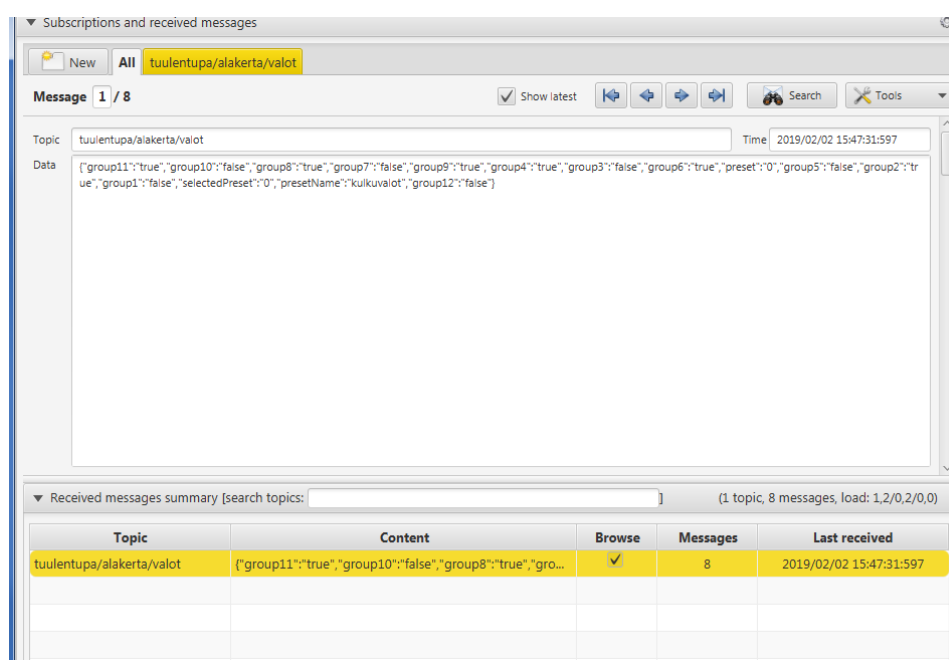 Subscriptions and received messages
New All tuulentupa/alakerta/valot
Message 1 / 8 Show latest Search Tools
Topic tuulentupa/alakerta/valot Time 2019/02/02 15:47:31:597
Data {"group11":"true","group10":"false","group8":"true","group7":"false","group9":"true","group4":"true","group3":"false","group6":"true","preset":"0","group5":"false","group2":"tr
ue","group1":"false","selectedPreset":"0","presetName":"kulkuvalot","group12":"false"}
Received messages summary [search topics: ] (1 topic, 8 messages, load: 1,2/0,2/0,0)
Topic Content Browse Messages Last received
tuulentupa/alakerta/valot {"group11":"true","group10":"false","group8":"true","gro... 8 2019/02/02 15:47:31:597